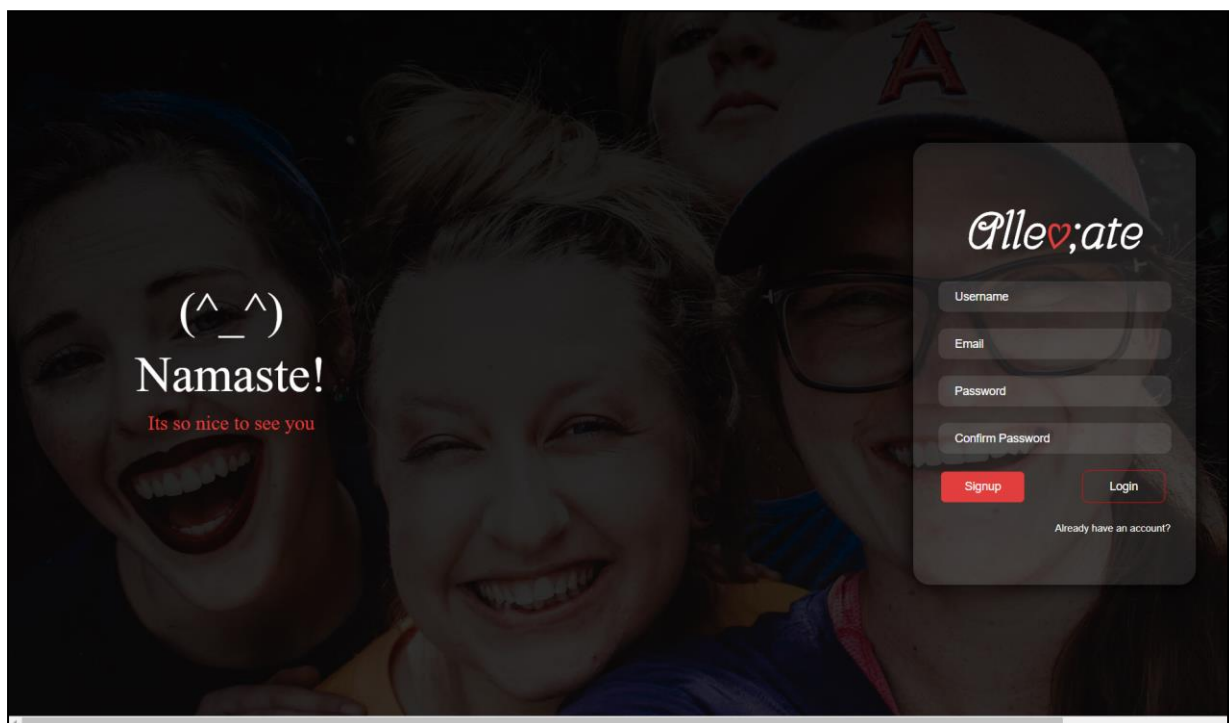 (^_^)
Namaste!
Its so nice to see you
A
Allev;ate
Username
Email
Password
Confirm Password
Signup
Login
Already have an account?